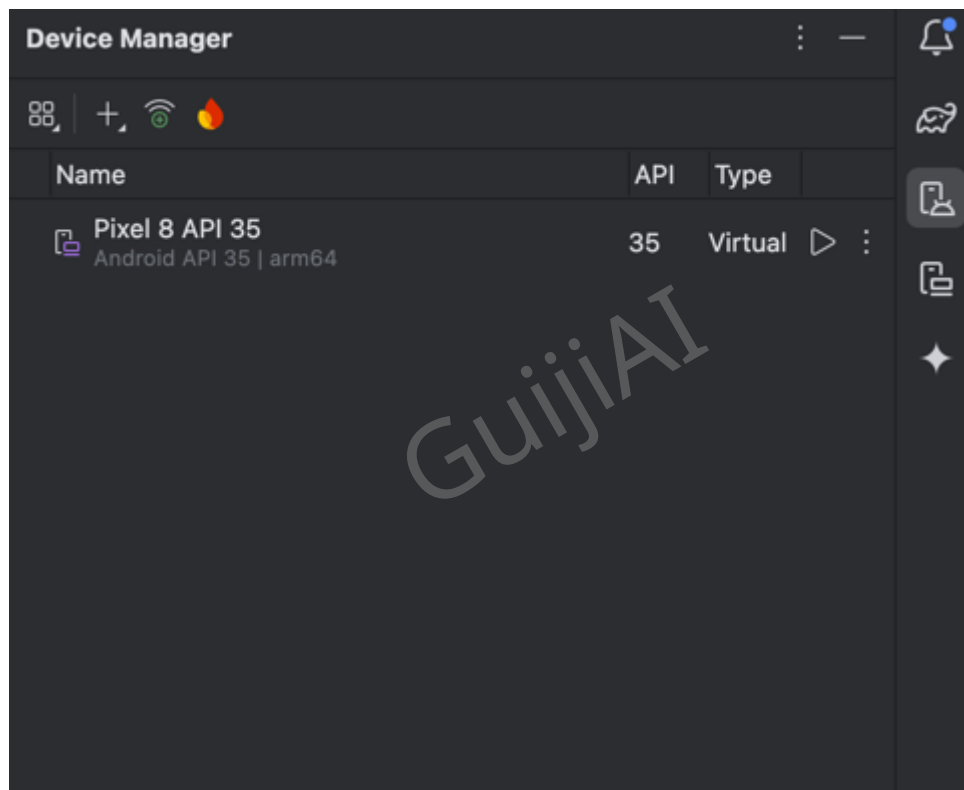 Device Manager
Name API Type
Pixel 8 API 35
Android API 35 | arm64
35 Virtual
GuijiAI